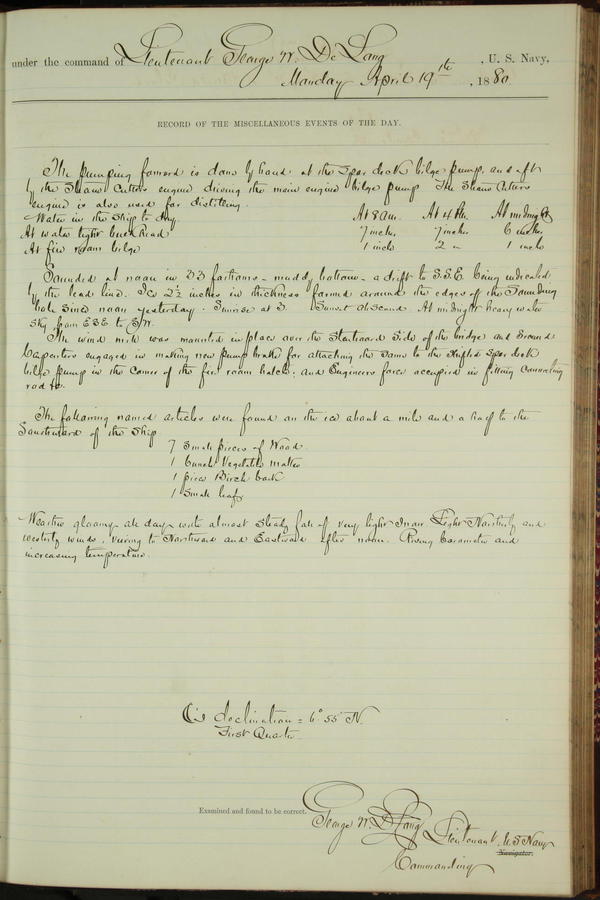 under the command of Lieutenant George W. De Long, U. S. Navy,
Monday April 19th, 1880.
RECORD OF THE MISCELLANEOUS EVENTS OF THE DAY.
The pumping forward is done by hand at the Spar deck bilge pump, and aft
by the Steam Cutters engine driving the main engine bilge pump The Steam Cutters
engine is also used for distilling.
Water in the Ship to day At 8 am. At 4 Pm. At midnight
At water tight bulkhead 7 inches 7 inches 6 inches
At fire room bilge 1 inch 2 in 1 inch
Sounded at noon in 33 fathoms - muddy bottom - a drift to S.S.E. being indicated
by the lead line. Ice 2½ inches in thickness formed around the edges of the Sounding
hole since noon yesterday. Sunrise at 3. Sunset obscured. At midnight heavy water
sky from ESE to SW.
The wind mill was mounted in place over the Starboard Side of the bridge and secured
Carpenters engaged in making new pump brake for attaching the Same to the Spar deck
bilge pump in the Corner of the fire room hatch: and Engineers force occupied in fitting connecting
rod &c.
The following named articles were found on the ice about a mile and a half to the
Southward of the Ship
7 Small pieces of Wood
1 bunch Vegetable matter
1 piece Birch bark
1 Small leaf
Weather gloomy all day with almost steady fall of very light Snow Light Northerly and
westerly winds, veering to Northward and Eastward after noon. Rising barometer and
increasing temperature.
☾'s declination = 6° 55' N.
First Quarter
Examined and found to be correct.
George W. De Long Lieutenant U.S Navy
Navigator.
Commanding